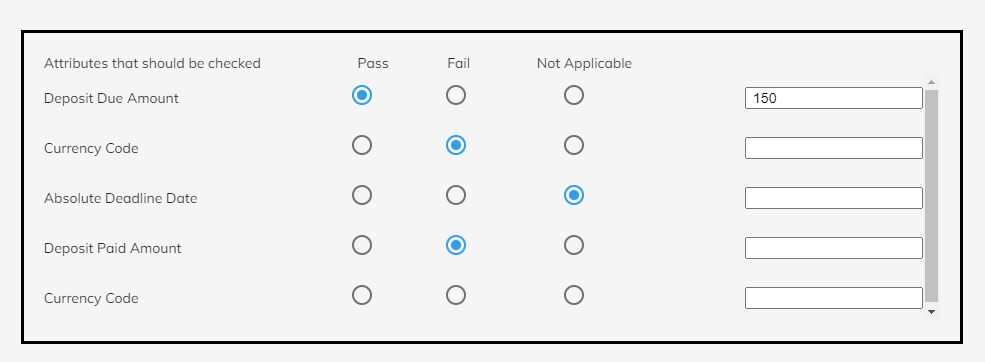 Attributes that should be checked Pass Fail Not Applicable
Deposit Due Amount 150
Currency Code
Absolute Deadline Date
Deposit Paid Amount
Currency Code